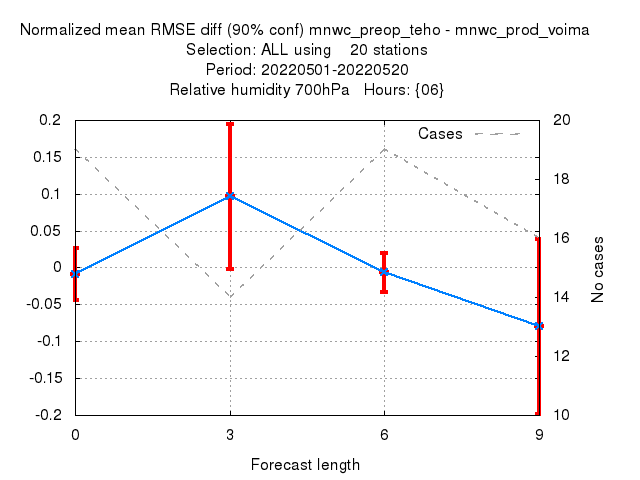 Normalized mean RMSE diff (90% conf) mnwc_preop_teho - mnwc_prod_voima
Selection: ALL using 20 stations
Period: 20220501-20220520
Relative humidity 700hPa Hours: {06}
0.2
0.15
0.1
0.05
0
-0.05
-0.1
-0.15
-0.2
Cases
20
18
16
14
12
10
No cases
0 3 6 9
Forecast length